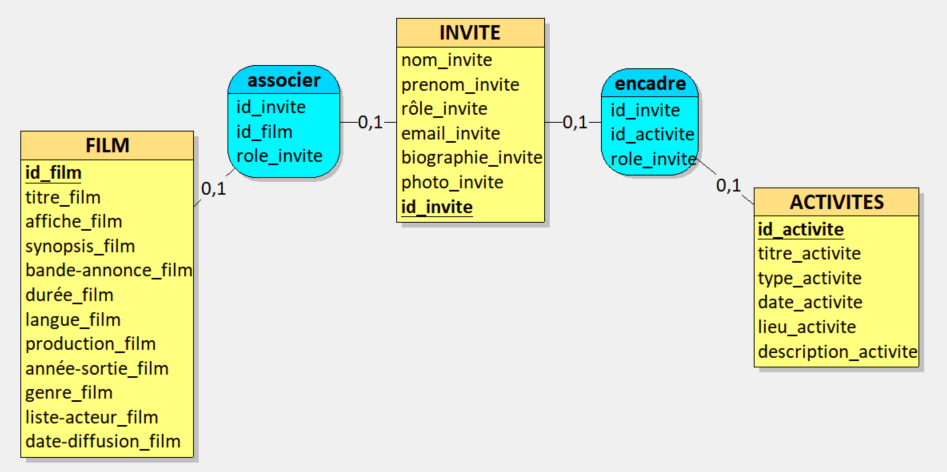 INVITE
nom_invite
prenom_invite
rôle_invite
email_invite
biographie_invite
photo_invite
id_invite
associer
id_invite
id_film
role_invite
0,1
0,1
encadre
id_invite
id_activite
role_invite
0,1
0,1
FILM
id_film
titre_film
affiche_film
synopsis_film
bande-annonce_film
durée_film
langue_film
production_film
année-sortie_film
genre_film
liste-acteur_film
date-diffusion_film
ACTIVITES
id_activite
titre_activite
type_activite
date_activite
lieu_activite
description_activite